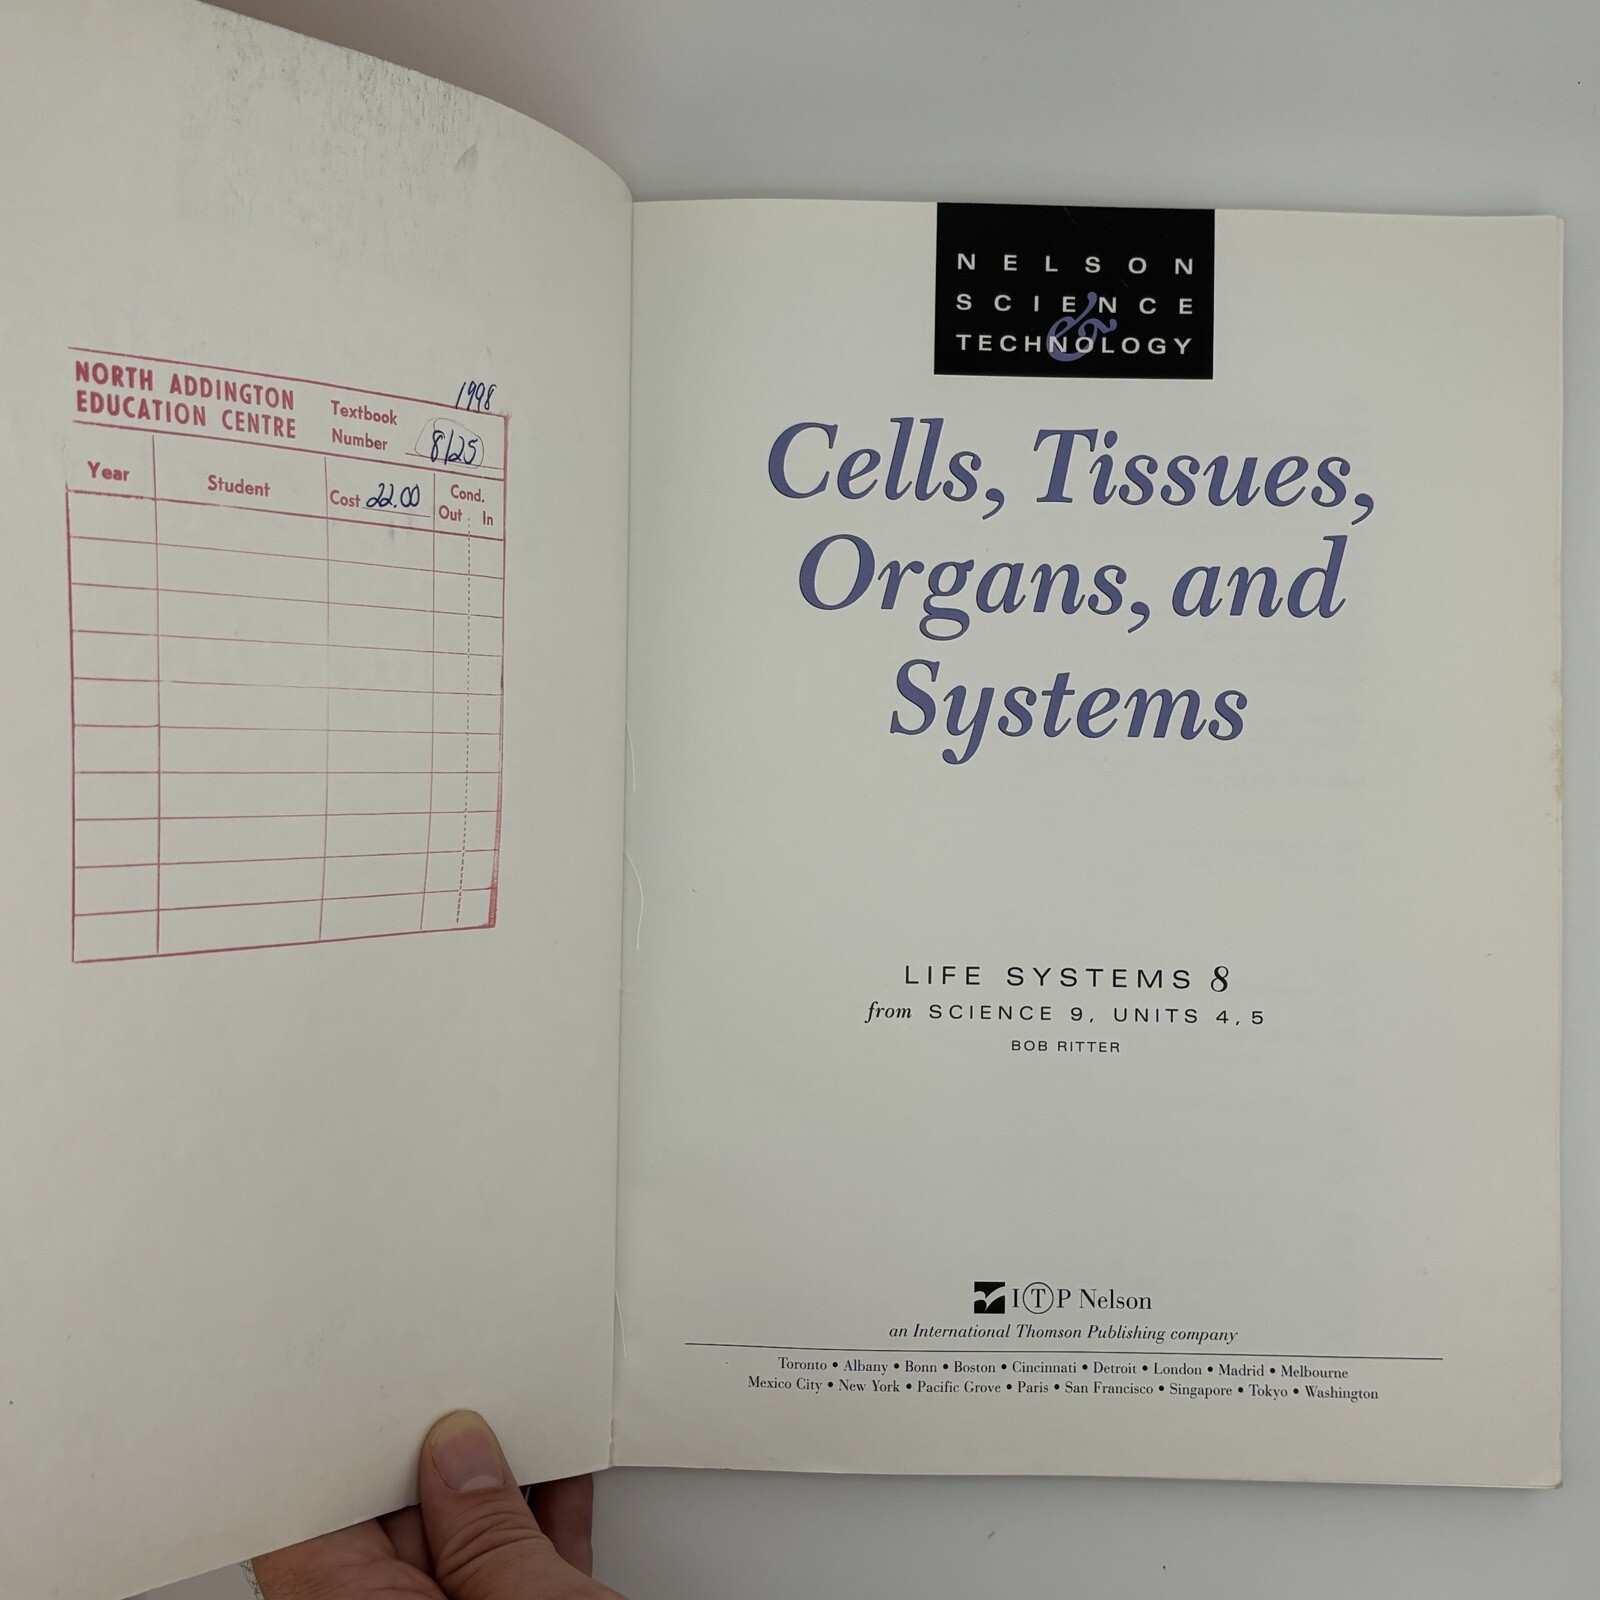 NORTH ADDINGTON
EDUCATION CENTRE
Textbook
Number
1998
8/25
Year
Student
Cost 22.00
Cond.
Out In
NELSON
SCIENCE
&
TECHNOLOGY
Cells, Tissues,
Organs, and
Systems
LIFE SYSTEMS 8
from SCIENCE 9, UNITS 4, 5
BOB RITTER
ITP Nelson
an International Thomson Publishing company
Toronto • Albany • Bonn • Boston • Cincinnati • Detroit • London • Madrid • Melbourne
Mexico City • New York • Pacific Grove • Paris • San Francisco • Singapore • Tokyo • Washington